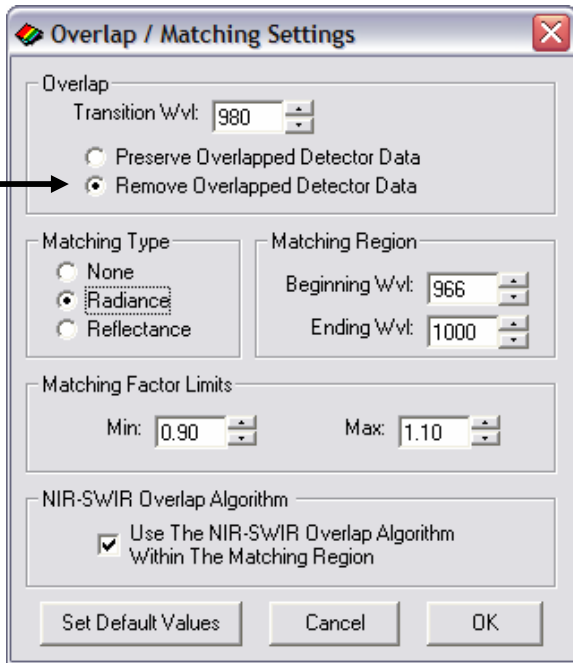 Overlap / Matching Settings
Overlap
Transition Wvl: 980
Preserve Overlapped Detector Data
Remove Overlapped Detector Data
Matching Type
None
Radiance
Reflectance
Matching Region
Beginning Wvl: 966
Ending Wvl: 1000
Matching Factor Limits
Min: 0.90 Max: 1.10
NIR-SWIR Overlap Algorithm
Use The NIR-SWIR Overlap Algorithm
Within The Matching Region
Set Default Values Cancel OK